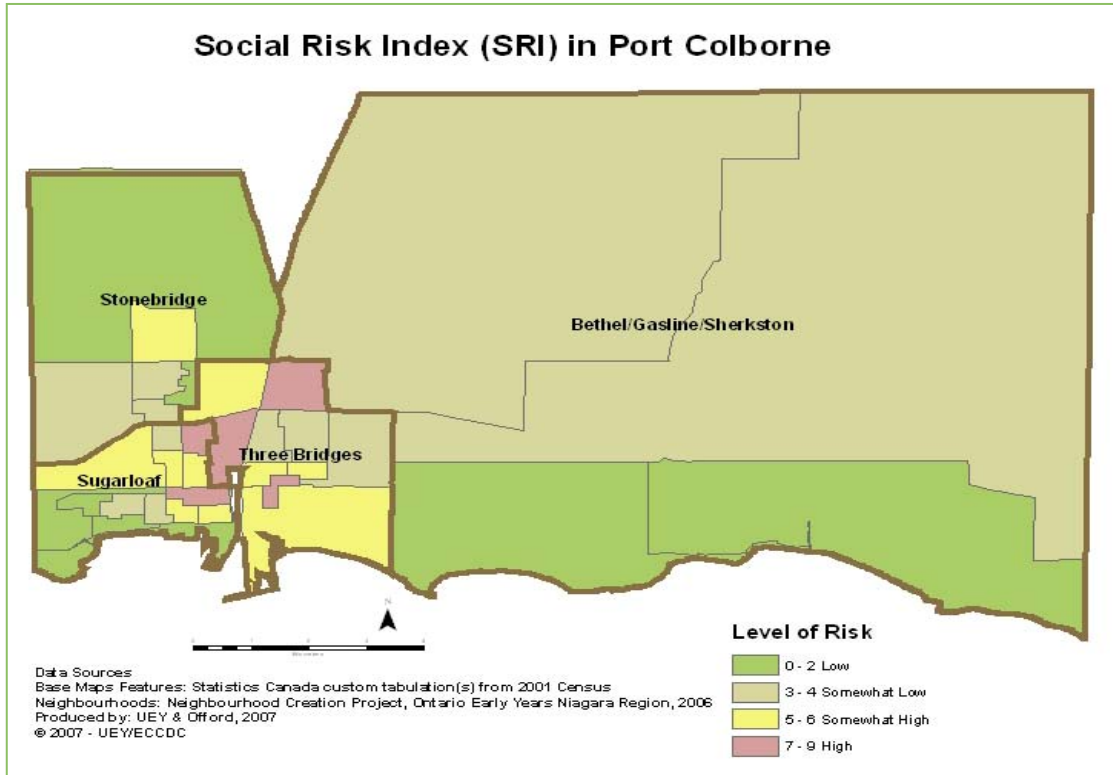 Social Risk Index (SRI) in Port Colborne
Stonebridge
Bethel/Gasline/Sherkston
Three Bridges
Sugarloaf
N
Level of Risk
0 - 2 Low
3 - 4 Somewhat Low
5 - 6 Somewhat High
7 - 9 High
Data Sources
Base Maps Features: Statistics Canada custom tabulation(s) from 2001 Census
Neighbourhoods: Neighbourhood Creation Project, Ontario Early Years Niagara Region, 2006
Produced by: UEY & Offord, 2007
© 2007 - UEY/ECCDC